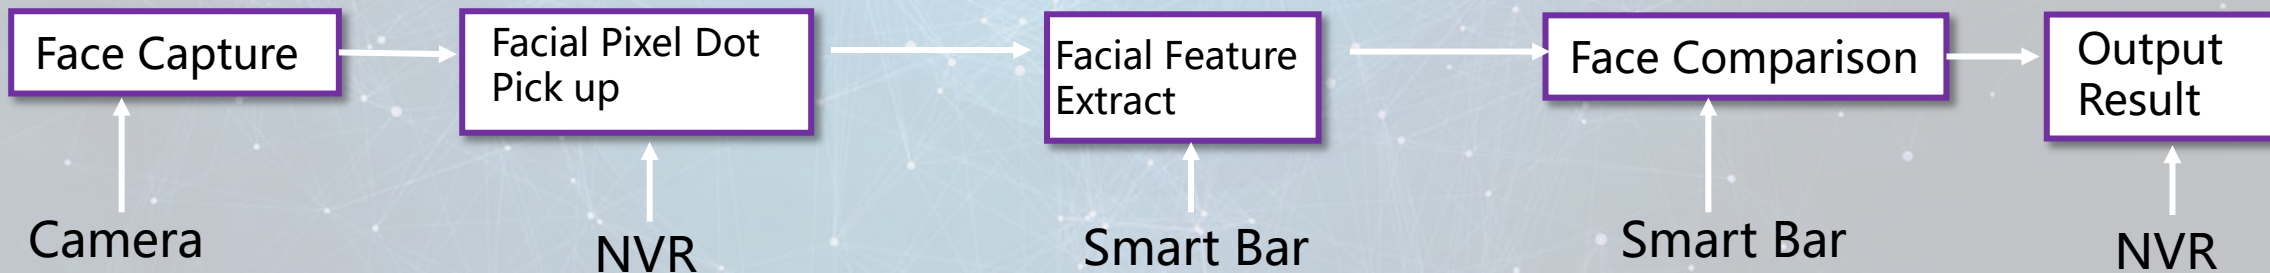 Face Capture
Facial Pixel Dot
Pick up
Facial Feature
Extract
Face Comparison
Output
Result
Camera
NVR
Smart Bar
Smart Bar
NVR